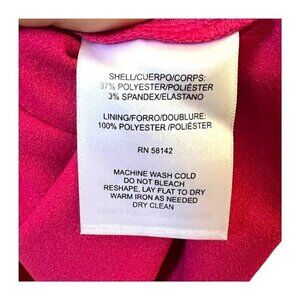 SHELL/CUERPO/CORPS:
97% POLYESTER/POLIÉSTER
3% SPANDEX/ELASTANO
LINING/FORRO/DOUBLURE:
100% POLYESTER /POLIÉSTER
RN 58142
MACHINE WASH COLD
DO NOT BLEACH
RESHAPE, LAY FLAT TO DRY
WARM IRON AS NEEDED
DRY CLEAN